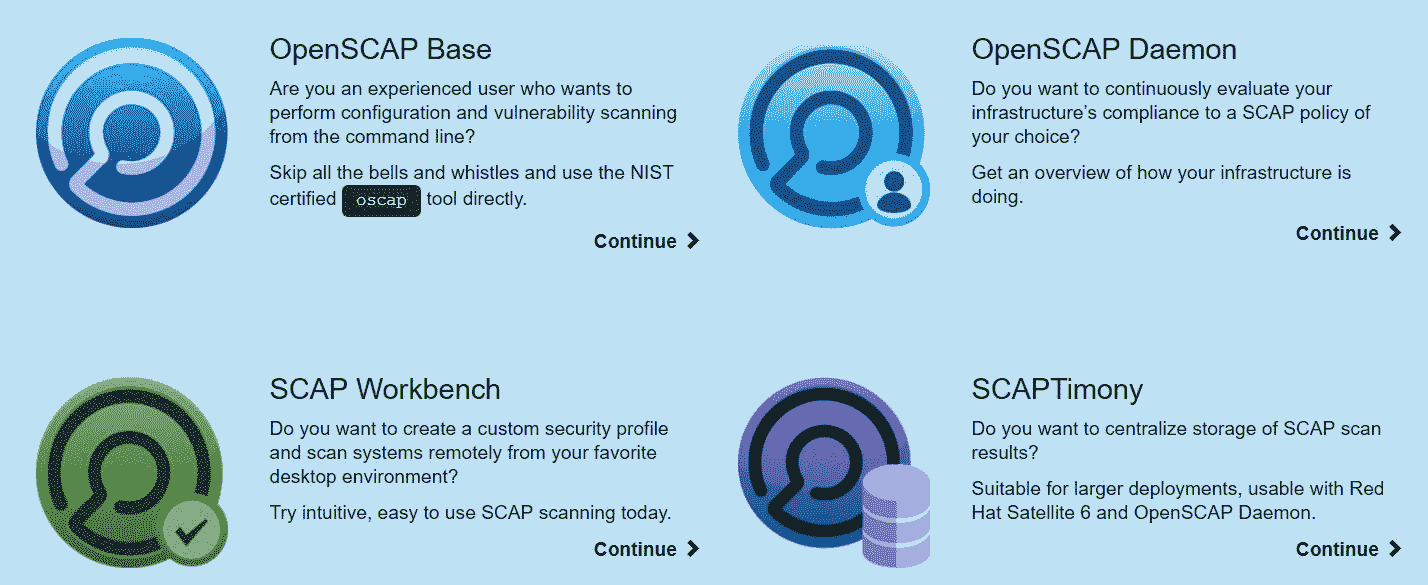 OpenSCAP Base
Are you an experienced user who wants to
perform configuration and vulnerability scanning
from the command line?
Skip all the bells and whistles and use the NIST
certified oscap tool directly.
Continue
OpenSCAP Daemon
Do you want to continuously evaluate your
infrastructure’s compliance to a SCAP policy of
your choice?
Get an overview of how your infrastructure is
doing.
Continue
SCAP Workbench
Do you want to create a custom security profile
and scan systems remotely from your favorite
desktop environment?
Try intuitive, easy to use SCAP scanning today.
Continue
SCAPTimony
Do you want to centralize storage of SCAP scan
results?
Suitable for larger deployments, usable with Red
Hat Satellite 6 and OpenSCAP Daemon.
Continue